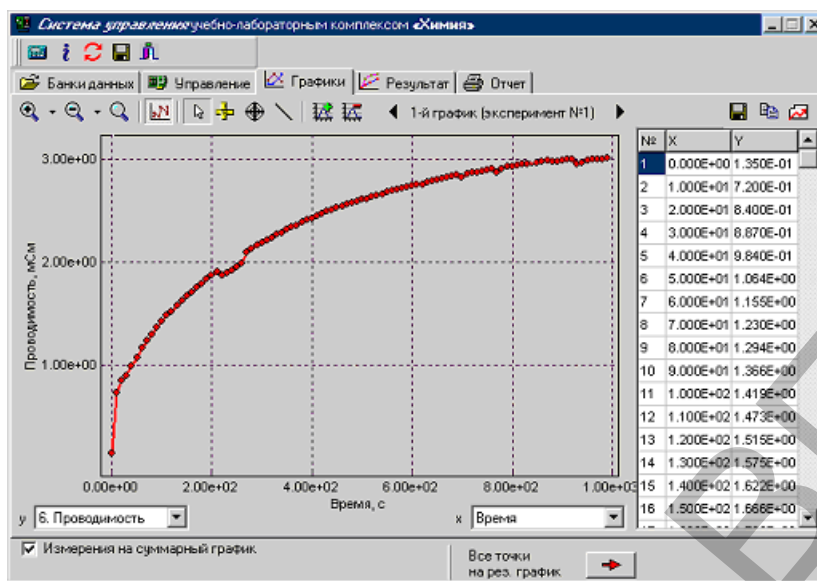 Система управления учебно-лабораторным комплексом «Химия»
Банки данных Управление Графики Результат Отчет
1-й график (эксперимент №1)
3.00e+00
2.00e+00
1.00e+00
Проводимость, мСм
0.00e+00 2.00e+02 4.00e+02 6.00e+02 8.00e+02 1.00e+03
Время, с
№ X Y
1 0.000E+00 1.350E-01
2 1.000E+01 7.200E-01
3 2.000E+01 8.400E-01
4 3.000E+01 8.870E-01
5 4.000E+01 9.840E-01
6 5.000E+01 1.064E+00
7 6.000E+01 1.155E+00
8 7.000E+01 1.230E+00
9 8.000E+01 1.294E+00
10 9.000E+01 1.366E+00
11 1.000E+02 1.419E+00
12 1.100E+02 1.473E+00
13 1.200E+02 1.515E+00
14 1.300E+02 1.575E+00
15 1.400E+02 1.622E+00
16 1.500E+02 1.666E+00
y 6. Проводимость x Время
Измерения на суммарный график
Все точки
на рез. график